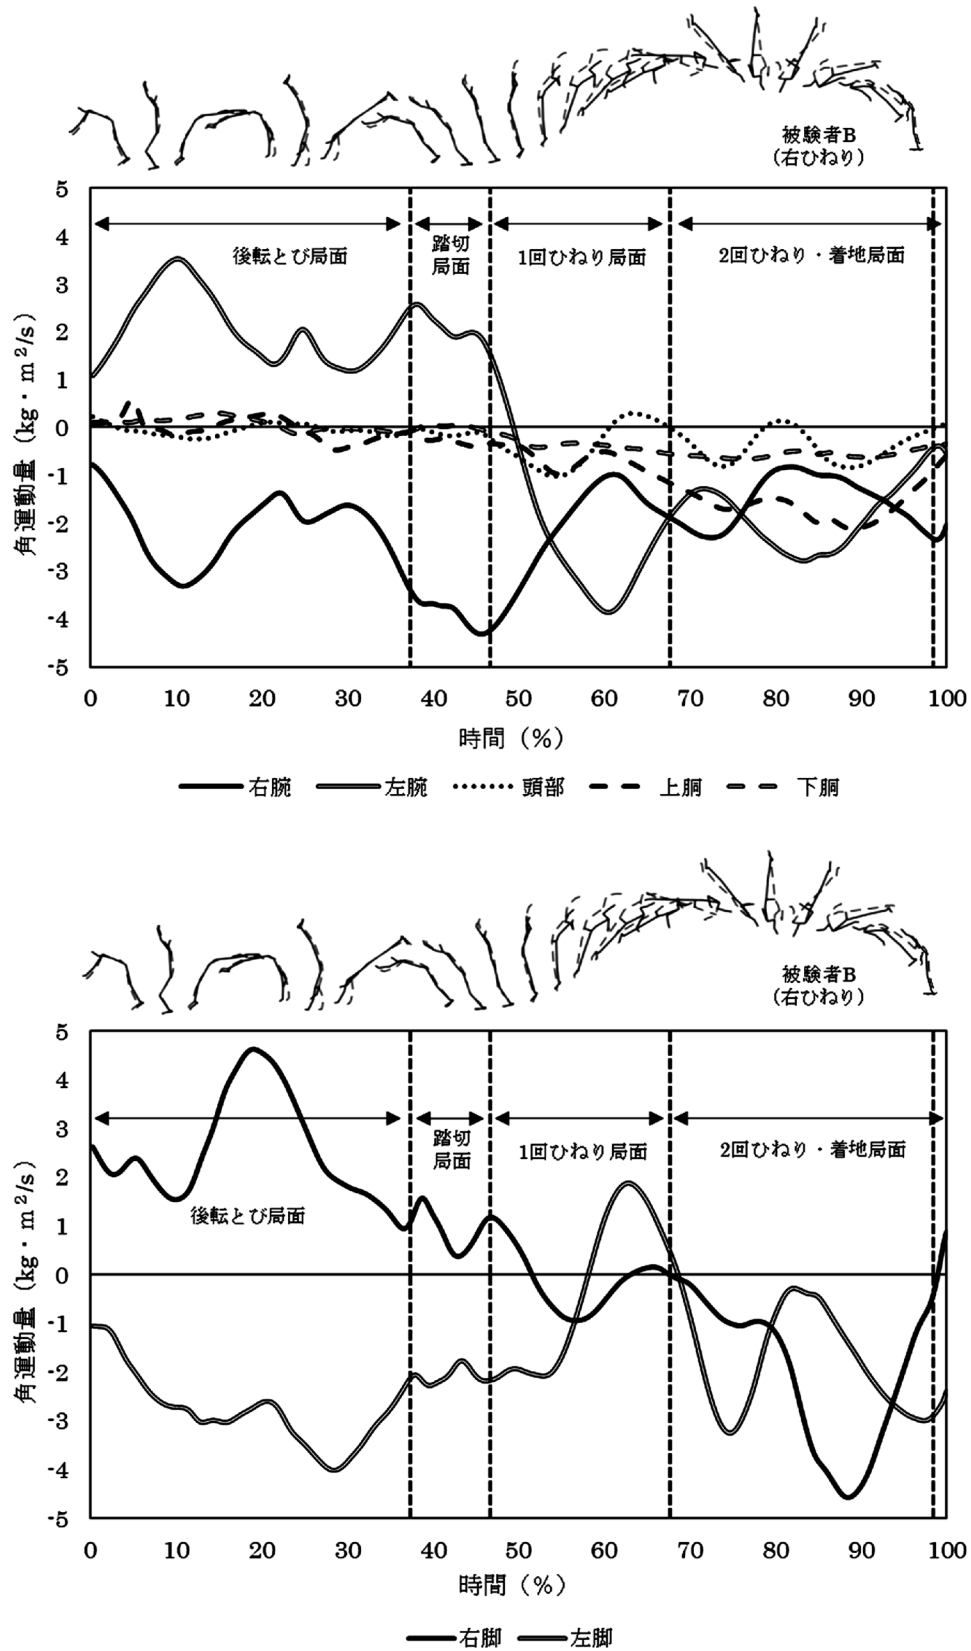 被験者B
(右ひねり)
5
4
3
2
1
0
-1
-2
-3
-4
-5
角運動量（kg・m²/s）
後転とび局面
踏切
局面
1回ひねり局面
2回ひねり・着地局面
0 10 20 30 40 50 60 70 80 90 100
時間（%）
右腕 左腕 頭部 上胴 下胴
被験者B
(右ひねり)
5
4
3
2
1
0
-1
-2
-3
-4
-5
角運動量（kg・m²/s）
後転とび局面
踏切
局面
1回ひねり局面
2回ひねり・着地局面
0 10 20 30 40 50 60 70 80 90 100
時間（%）
右脚 左脚